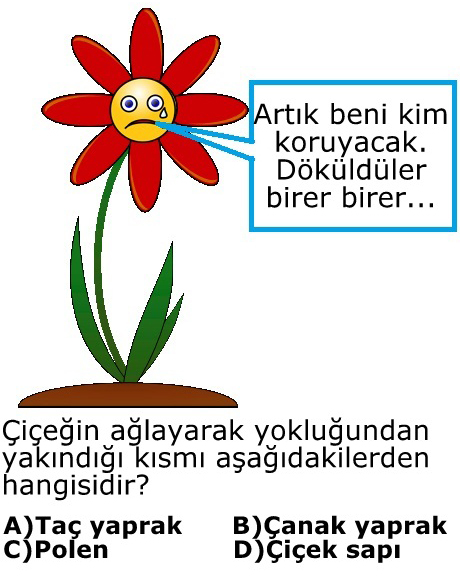 Artık beni kim
koruyacak.
Döküldüler
birer birer...
Çiçeğin ağlayarak yokluğundan
yakındığı kısmı aşağıdakilerden
hangisidir?
A)Taç yaprak B)Çanak yaprak
C)Polen D)Çiçek sapı